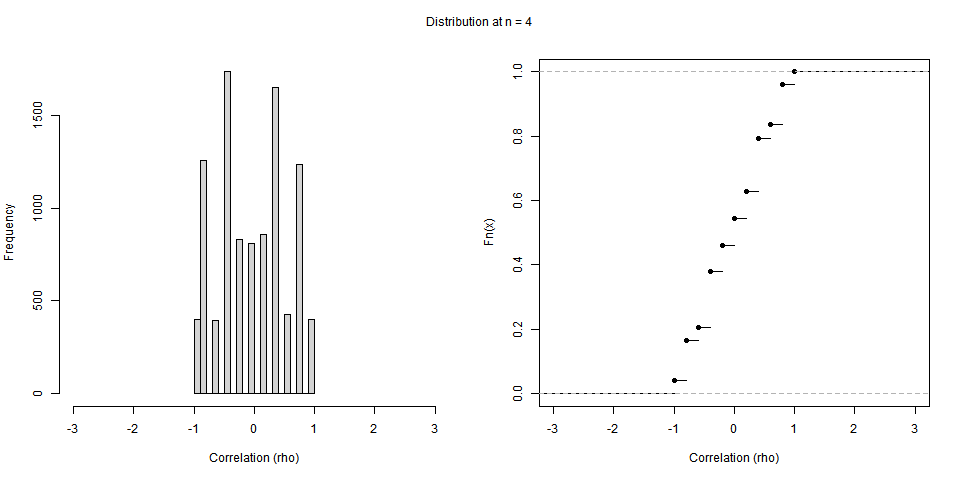 Distribution at n = 4
Frequency
1500
1000
500
0
-3 -2 -1 0 1 2 3
Correlation (rho)
Fn(x)
1.0
0.8
0.6
0.4
0.2
0.0
-3 -2 -1 0 1 2 3
Correlation (rho)